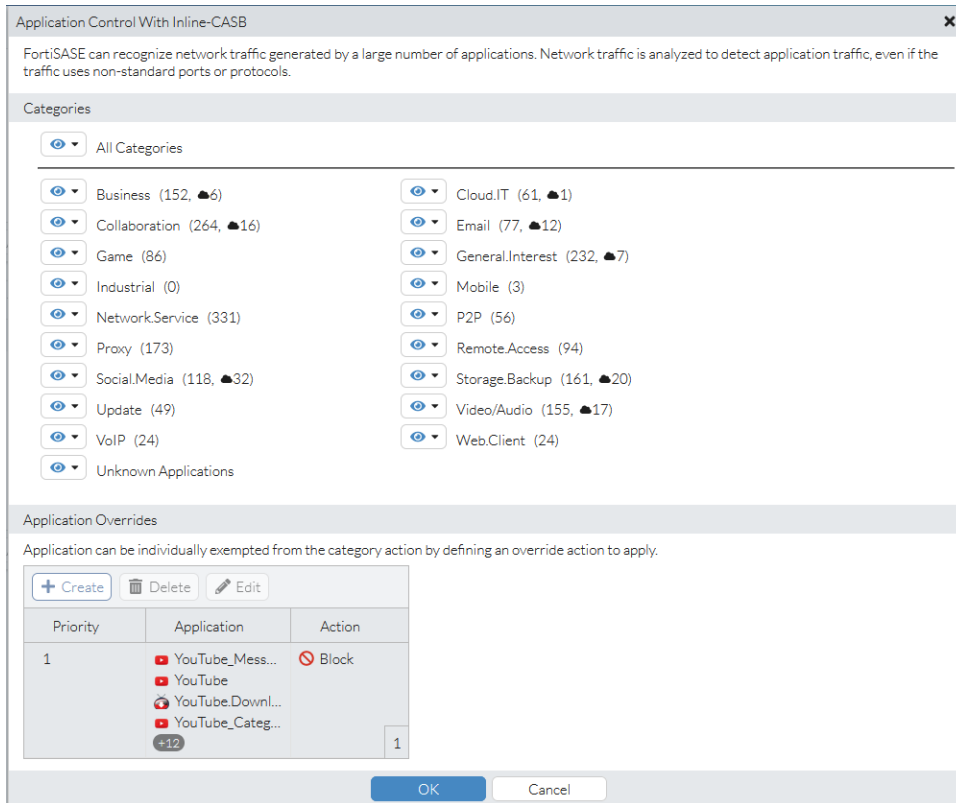 Application Control With Inline-CASB
FortiSASE can recognize network traffic generated by a large number of applications. Network traffic is analyzed to detect application traffic, even if the
traffic uses non-standard ports or protocols.
Categories
All Categories
Business (152, 6)
Cloud.IT (61, 1)
Collaboration (264, 16)
Email (77, 12)
Game (86)
General.Interest (232, 7)
Industrial (0)
Mobile (3)
Network.Service (331)
P2P (56)
Proxy (173)
Remote.Access (94)
Social.Media (118, 32)
Storage.Backup (161, 20)
Update (49)
Video/Audio (155, 17)
VoIP (24)
Web.Client (24)
Unknown Applications
Application Overrides
Application can be individually exempted from the category action by defining an override action to apply.
+ Create Delete Edit
Priority Application Action
1 YouTube_Mess... Block
YouTube
YouTube.Downl...
YouTube_Categ...
+12
1
OK Cancel